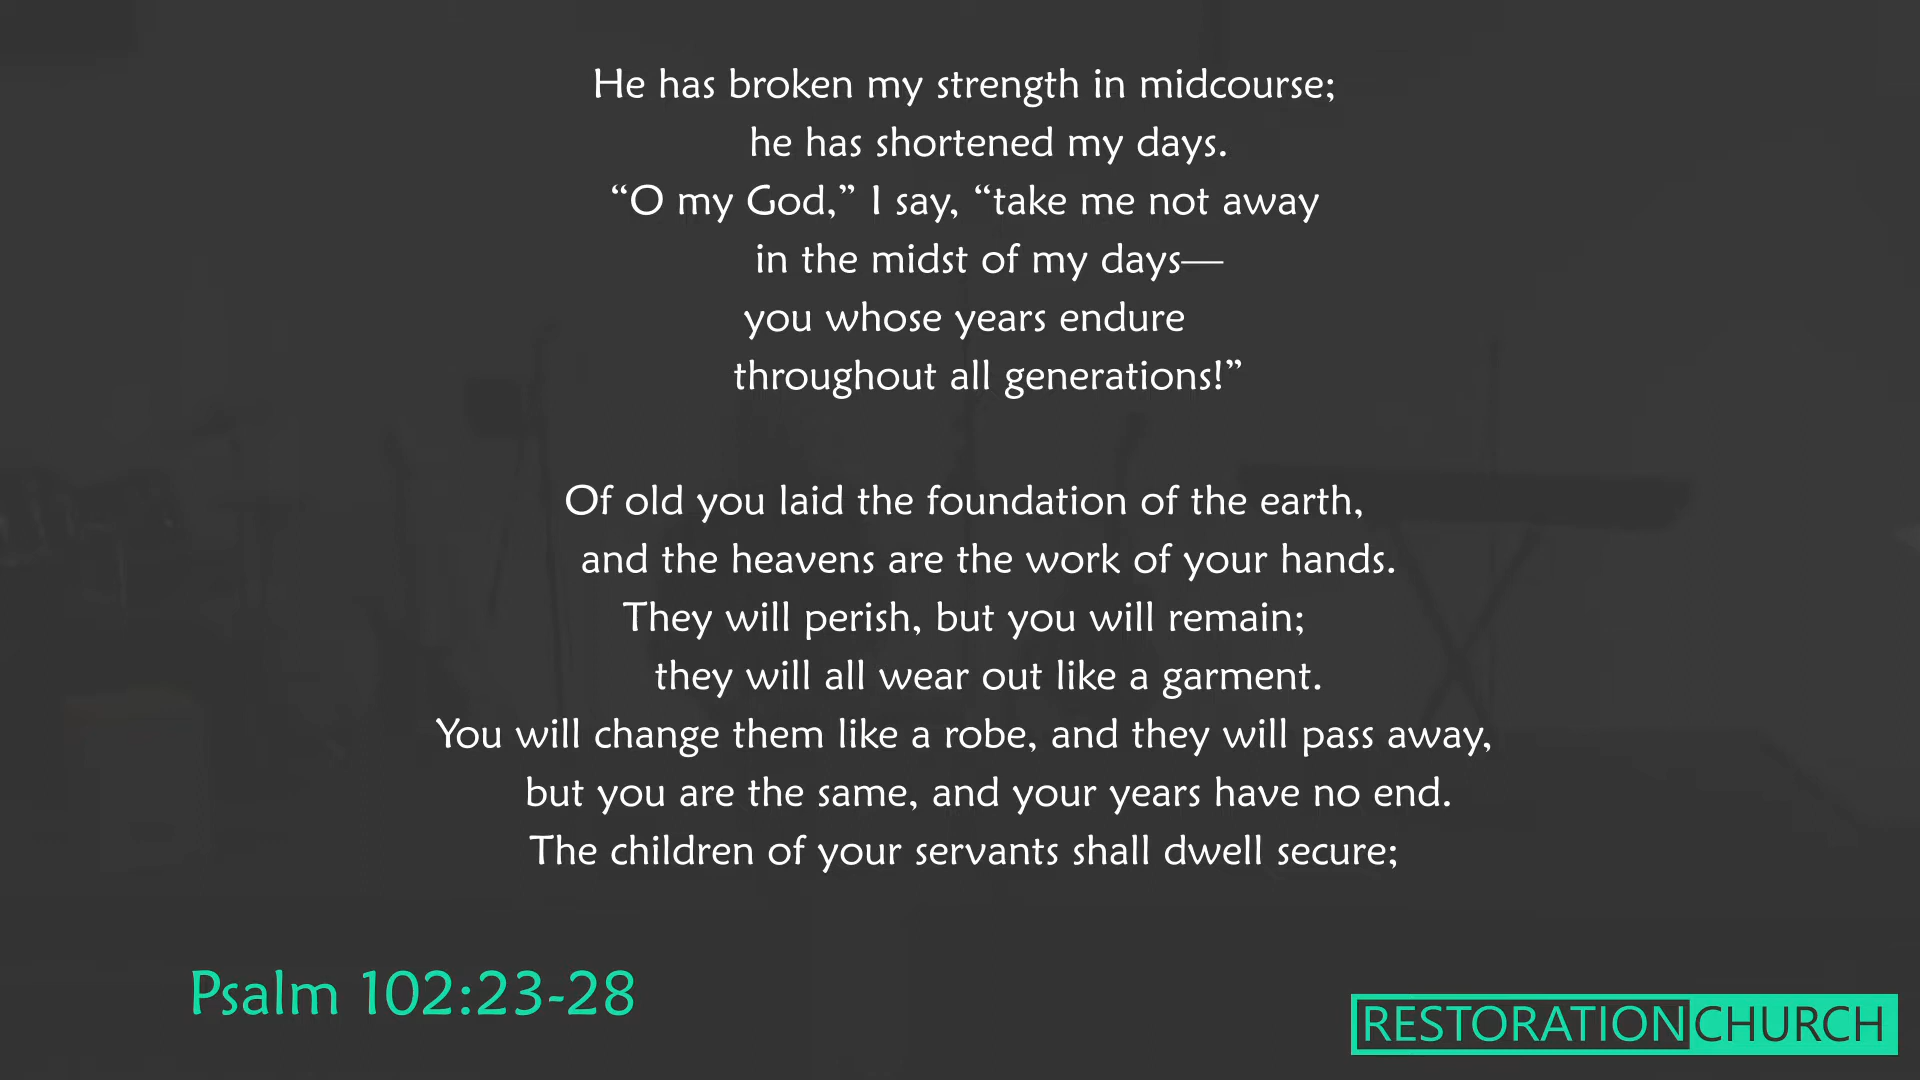 He has broken my strength in midcourse;
he has shortened my days.
“O my God,” I say, “take me not away
in the midst of my days—
you whose years endure
throughout all generations!”
Of old you laid the foundation of the earth,
and the heavens are the work of your hands.
They will perish, but you will remain;
they will all wear out like a garment.
You will change them like a robe, and they will pass away,
but you are the same, and your years have no end.
The children of your servants shall dwell secure;
Psalm 102:23-28
RESTORATIONCHURCH